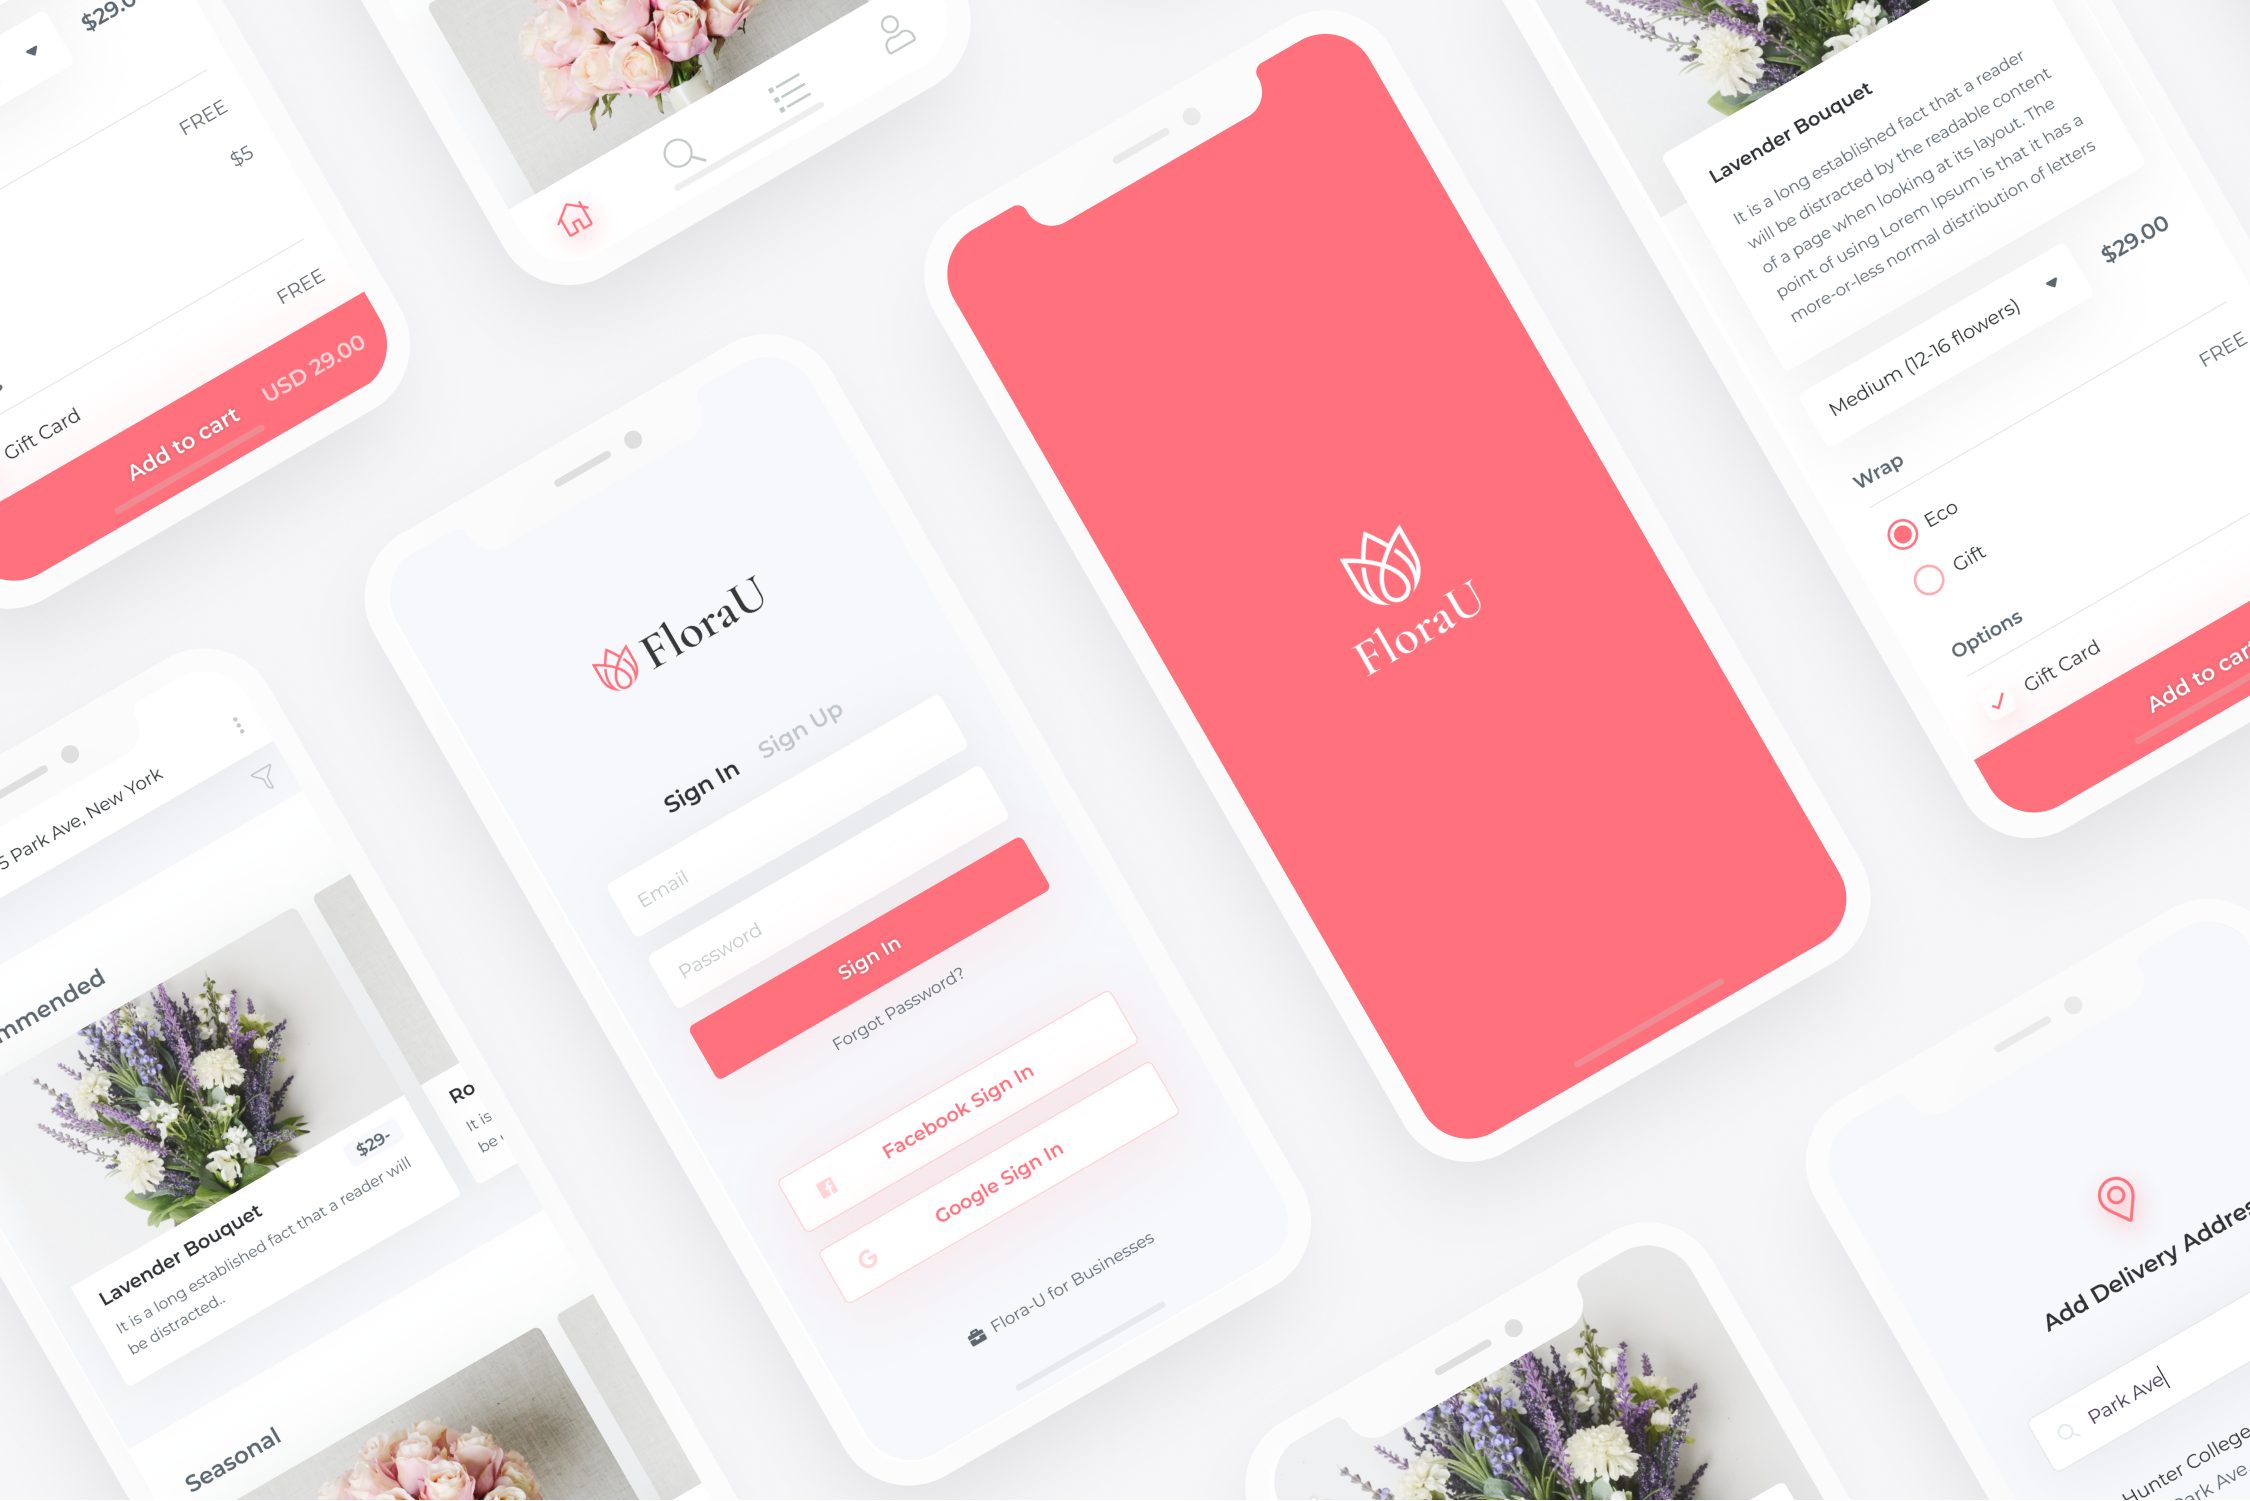 $29.0
FREE
$5
FREE
Gift Card
Add to cart
USD 29.00
5 Park Ave, New York
mmended
Lavender Bouquet
$29-
It is a long established fact that a reader will
be distracted..
Ro
It is
be
Seasonal
FloraU
Sign In
Sign Up
Email
Password
Sign In
Forgot Password?
Facebook Sign In
Google Sign In
Flora-U for Businesses
FloraU
Lavender Bouquet
It is a long established fact that a reader
will be distracted by the readable content
of a page when looking at its layout. The
point of using Lorem Ipsum is that it has a
more-or-less normal distribution of letters
Medium (12-16 flowers)
$29.00
Wrap
FREE
Eco
Gift
Options
Gift Card
Add to cart
Add Delivery Addres
Park Ave
Hunter College
Park Ave,